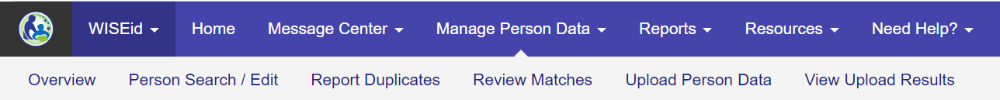 WISEid Home Message Center Manage Person Data Reports Resources Need Help?
Overview Person Search / Edit Report Duplicates Review Matches Upload Person Data View Upload Results